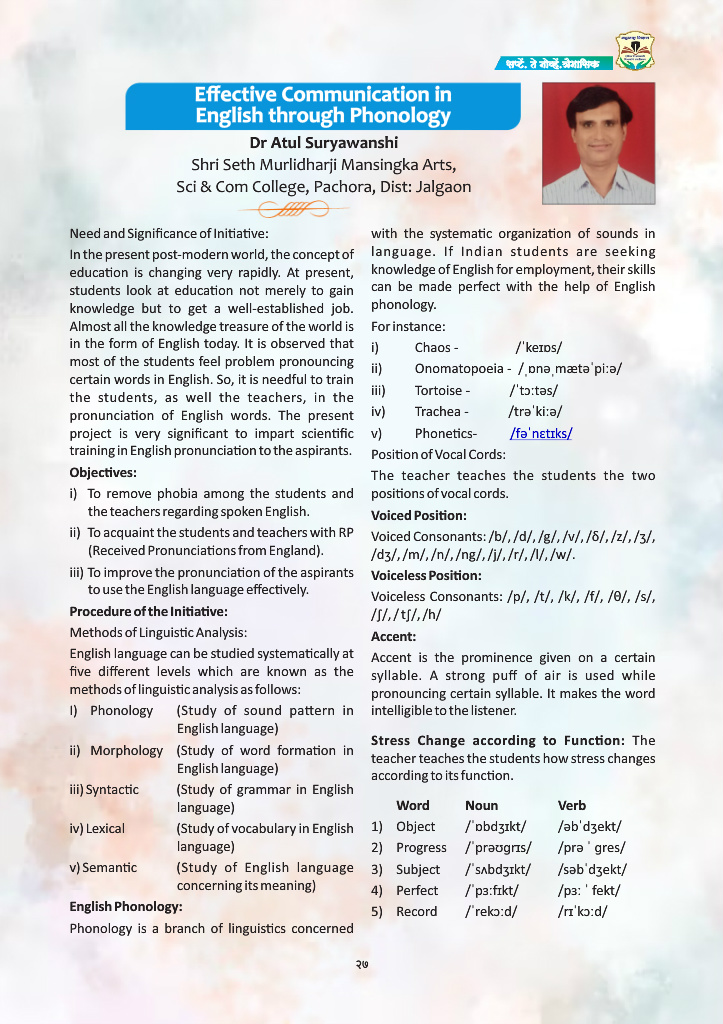 सप्टें. ते नोव्हें. त्रैमासिक
Effective Communication in
English through Phonology
Dr Atul Suryawanshi
Shri Seth Murlidharji Mansingka Arts,
Sci & Com College, Pachora, Dist: Jalgaon
Need and Significance of Initiative:
In the present post-modern world, the concept of
education is changing very rapidly. At present,
students look at education not merely to gain
knowledge but to get a well-established job.
Almost all the knowledge treasure of the world is
in the form of English today. It is observed that
most of the students feel problem pronouncing
certain words in English. So, it is needful to train
the students, as well the teachers, in the
pronunciation of English words. The present
project is very significant to impart scientific
training in English pronunciation to the aspirants.
Objectives:
i) To remove phobia among the students and
the teachers regarding spoken English.
ii) To acquaint the students and teachers with RP
(Received Pronunciations from England).
iii) To improve the pronunciation of the aspirants
to use the English language effectively.
Procedure of the Initiative:
Methods of Linguistic Analysis:
English language can be studied systematically at
five different levels which are known as the
methods of linguistic analysis as follows:
I) Phonology (Study of sound pattern in
English language)
ii) Morphology (Study of word formation in
English language)
iii) Syntactic (Study of grammar in English
language)
iv) Lexical (Study of vocabulary in English
language)
v) Semantic (Study of English language
concerning its meaning)
English Phonology:
Phonology is a branch of linguistics concerned
with the systematic organization of sounds in
language. If Indian students are seeking
knowledge of English for employment, their skills
can be made perfect with the help of English
phonology.
For instance:
i) Chaos - /ˈkeɪɒs/
ii) Onomatopoeia - /ˌɒnəˌmætəˈpiːə/
iii) Tortoise - /ˈtɔːtəs/
iv) Trachea - /trəˈkiːə/
v) Phonetics- /fəˈnɛtɪks/
Position of Vocal Cords:
The teacher teaches the students the two
positions of vocal cords.
Voiced Position:
Voiced Consonants: /b/, /d/, /g/, /v/, /δ/, /z/, /ʒ/,
/dʒ/, /m/, /n/, /ng/, /j/, /r/, /l/, /w/.
Voiceless Position:
Voiceless Consonants: /p/, /t/, /k/, /f/, /θ/, /s/,
/ʃ/, /tʃ/, /h/
Accent:
Accent is the prominence given on a certain
syllable. A strong puff of air is used while
pronouncing certain syllable. It makes the word
intelligible to the listener.
Stress Change according to Function: The
teacher teaches the students how stress changes
according to its function.
Word Noun Verb
1) Object /ˈɒbdʒɪkt/ /əbˈdʒekt/
2) Progress /ˈprəʊgrɪs/ /prə ˈ gres/
3) Subject /ˈsʌbdʒɪkt/ /səbˈdʒekt/
4) Perfect /ˈpɜːfɪkt/ /pɜː ˈ fekt/
5) Record /ˈrekɔːd/ /rɪˈkɔːd/
२७